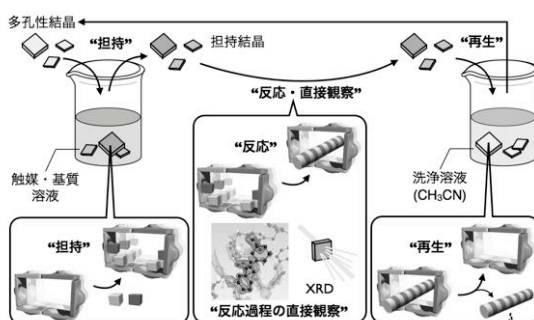 多孔性結晶
“担持”
担持結晶
“再生”
“反応・直接観察”
触媒・基質
溶液
“反応”
洗浄溶液
(CH₃CN)
“担持”
XRD
“反応過程の直接観察”
“再生”